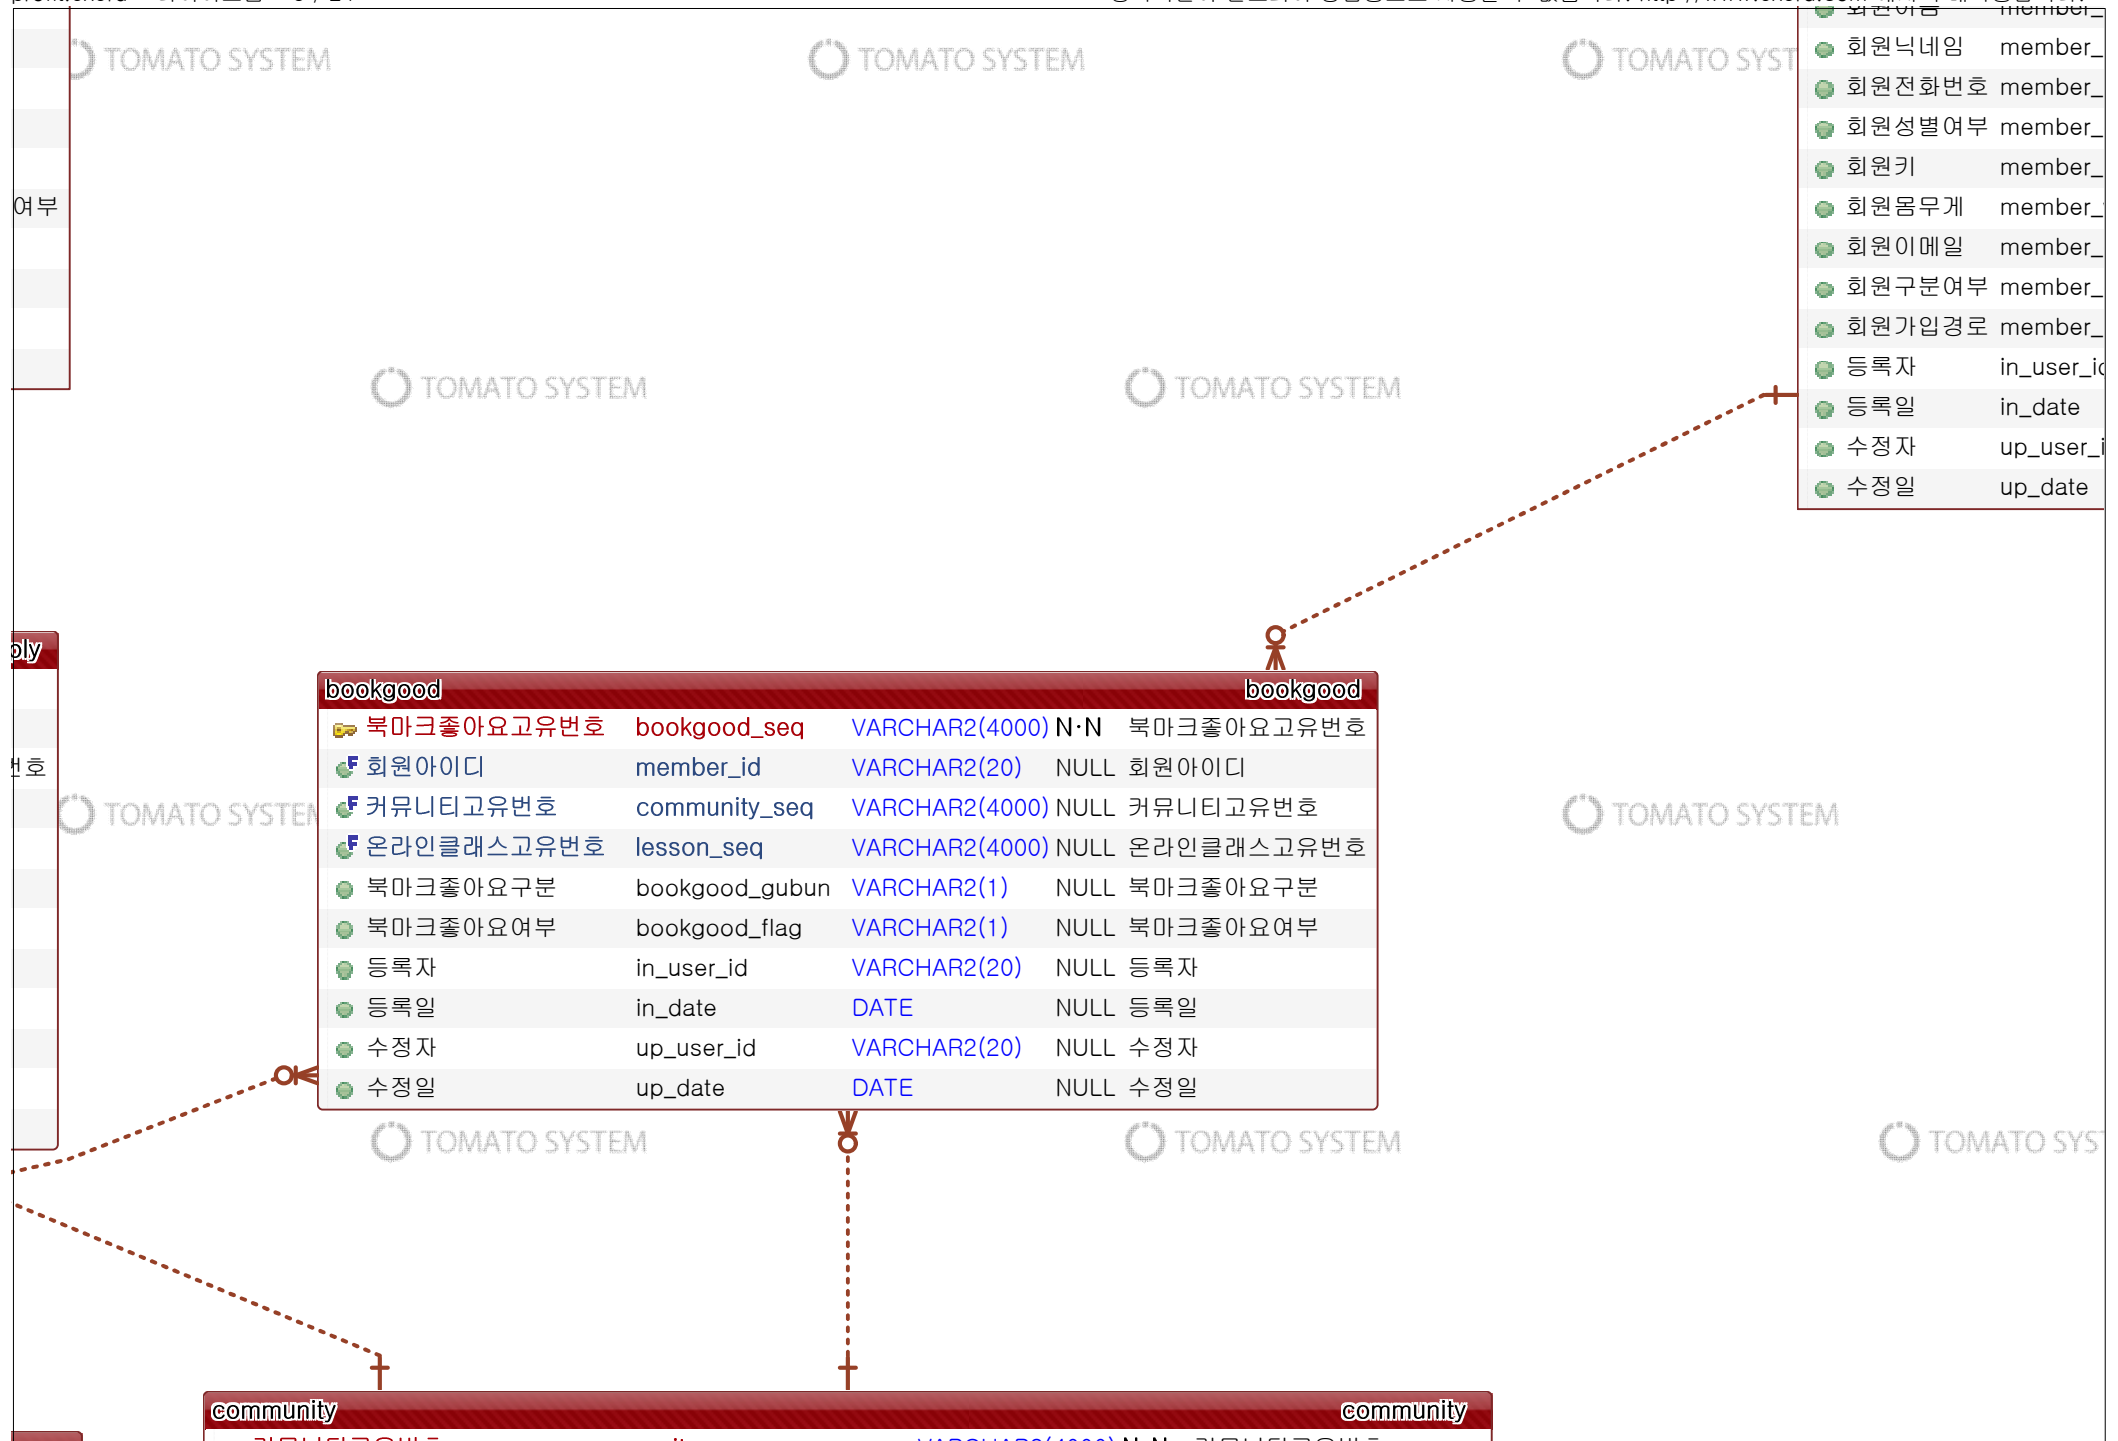 TOMATO SYSTEM TOMATO SYSTEM TOMATO SYST
회원닉네임 member_
회원전화번호 member_
회원성별여부 member_
회원키 member_
여부
회원몸무게 member_
회원이메일 member_
회원구분여부 member_
회원가입경로 member_
등록자 in_user_id
TOMATO SYSTEM TOMATO SYSTEM
등록일 in_date
수정자 up_user_i
수정일 up_date
ply
bookgood bookgood
북마크좋아요고유번호 bookgood_seq VARCHAR2(4000) N·N 북마크좋아요고유번호
회원아이디 member_id VARCHAR2(20) NULL 회원아이디
번호
커뮤니티고유번호 community_seq VARCHAR2(4000) NULL 커뮤니티고유번호
TOMATO SYSTEM TOMATO SYSTEM
온라인클래스고유번호 lesson_seq VARCHAR2(4000) NULL 온라인클래스고유번호
북마크좋아요구분 bookgood_gubun VARCHAR2(1) NULL 북마크좋아요구분
북마크좋아요여부 bookgood_flag VARCHAR2(1) NULL 북마크좋아요여부
등록자 in_user_id VARCHAR2(20) NULL 등록자
등록일 in_date DATE NULL 등록일
수정자 up_user_id VARCHAR2(20) NULL 수정자
수정일 up_date DATE NULL 수정일
TOMATO SYSTEM TOMATO SYSTEM TOMATO SYS
community community